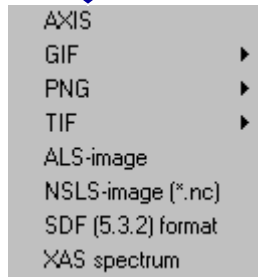 AXIS
GIF
PNG
TIF
ALS-image
NSLS-image (*.nc)
SDF (5.3.2) format
XAS spectrum